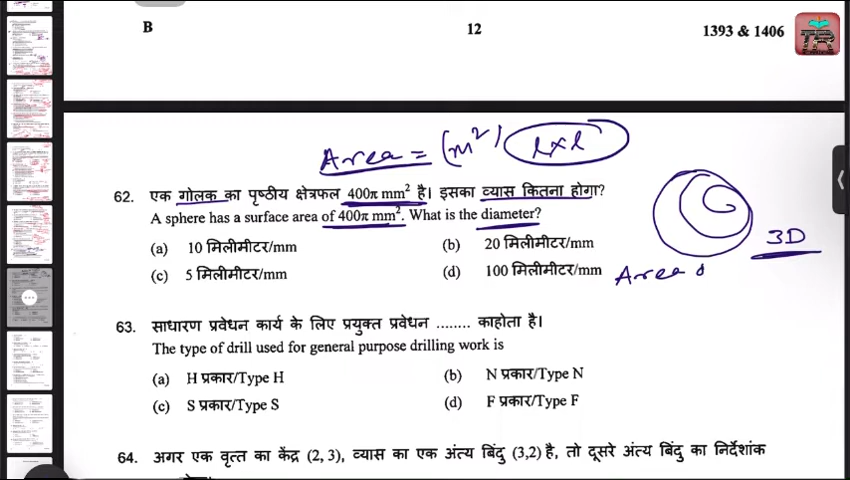 B 12 1393 & 1406
TR
Area = (m²) l×l
62. एक गोलक का पृष्ठीय क्षेत्रफल 400π mm² है। इसका व्यास कितना होगा?
A sphere has a surface area of 400π mm². What is the diameter?
(a) 10 मिलीमीटर/mm (b) 20 मिलीमीटर/mm
(c) 5 मिलीमीटर/mm (d) 100 मिलीमीटर/mm
3D
Area
63. साधारण प्रवेधन कार्य के लिए प्रयुक्त प्रवेधन ........ काहोता है।
The type of drill used for general purpose drilling work is
(a) H प्रकार/Type H (b) N प्रकार/Type N
(c) S प्रकार/Type S (d) F प्रकार/Type F
64. अगर एक वृत्त का केंद्र (2, 3), व्यास का एक अंत्य बिंदु (3,2) है, तो दूसरे अंत्य बिंदु का निर्देशांक